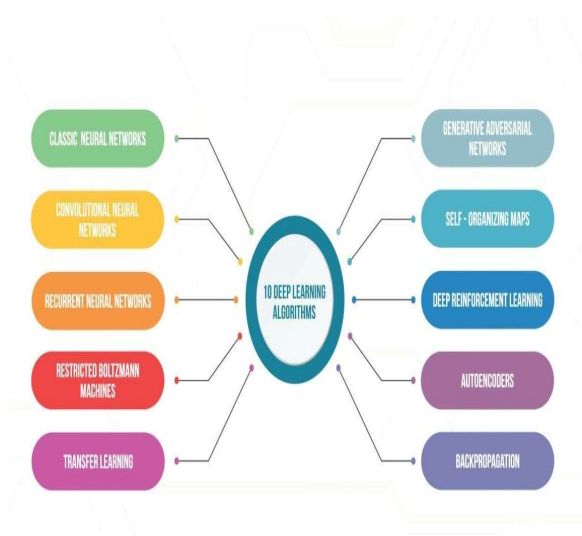 CLASSIC NEURAL NETWORKS
CONVOLUTIONAL NEURAL
NETWORKS
RECURRENT NEURAL NETWORKS
RESTRICTED BOLTZMANN
MACHINES
TRANSFER LEARNING
10 DEEP LEARNING
ALGORITHMS
GENERATIVE ADVERSARIAL
NETWORKS
SELF - ORGANIZING MAPS
DEEP REINFORCEMENT LEARNING
AUTOENCODERS
BACKPROPAGATION